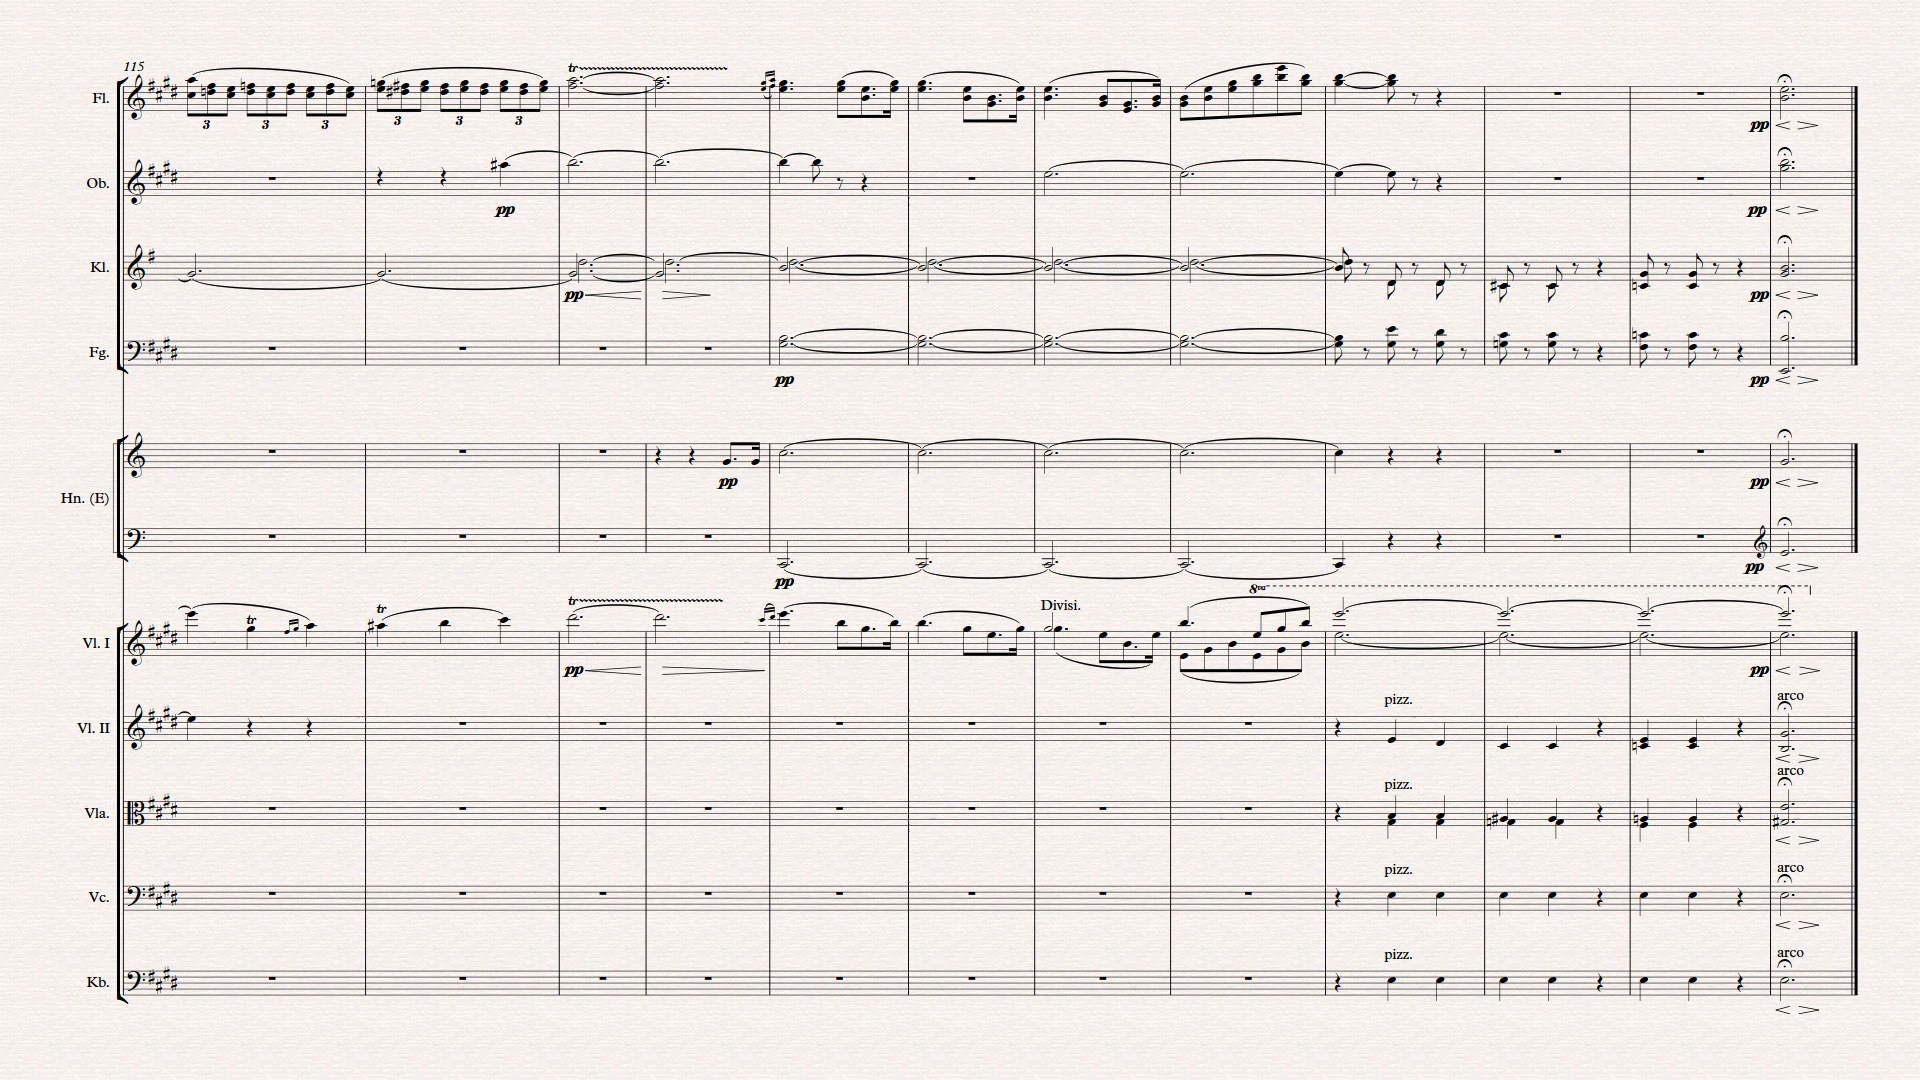 115
Fl.
3 3 3 3 3 3
tr
pp
Ob.
pp
pp
Kl.
pp
pp
Fg.
pp
pp
Hn. (E)
pp
pp
pp
pp
8va
Vl. I
tr
tr
tr
Divisi.
pp
pp
Vl. II
pizz.
arco
Vla.
pizz.
arco
Vc.
pizz.
arco
Kb.
pizz.
arco